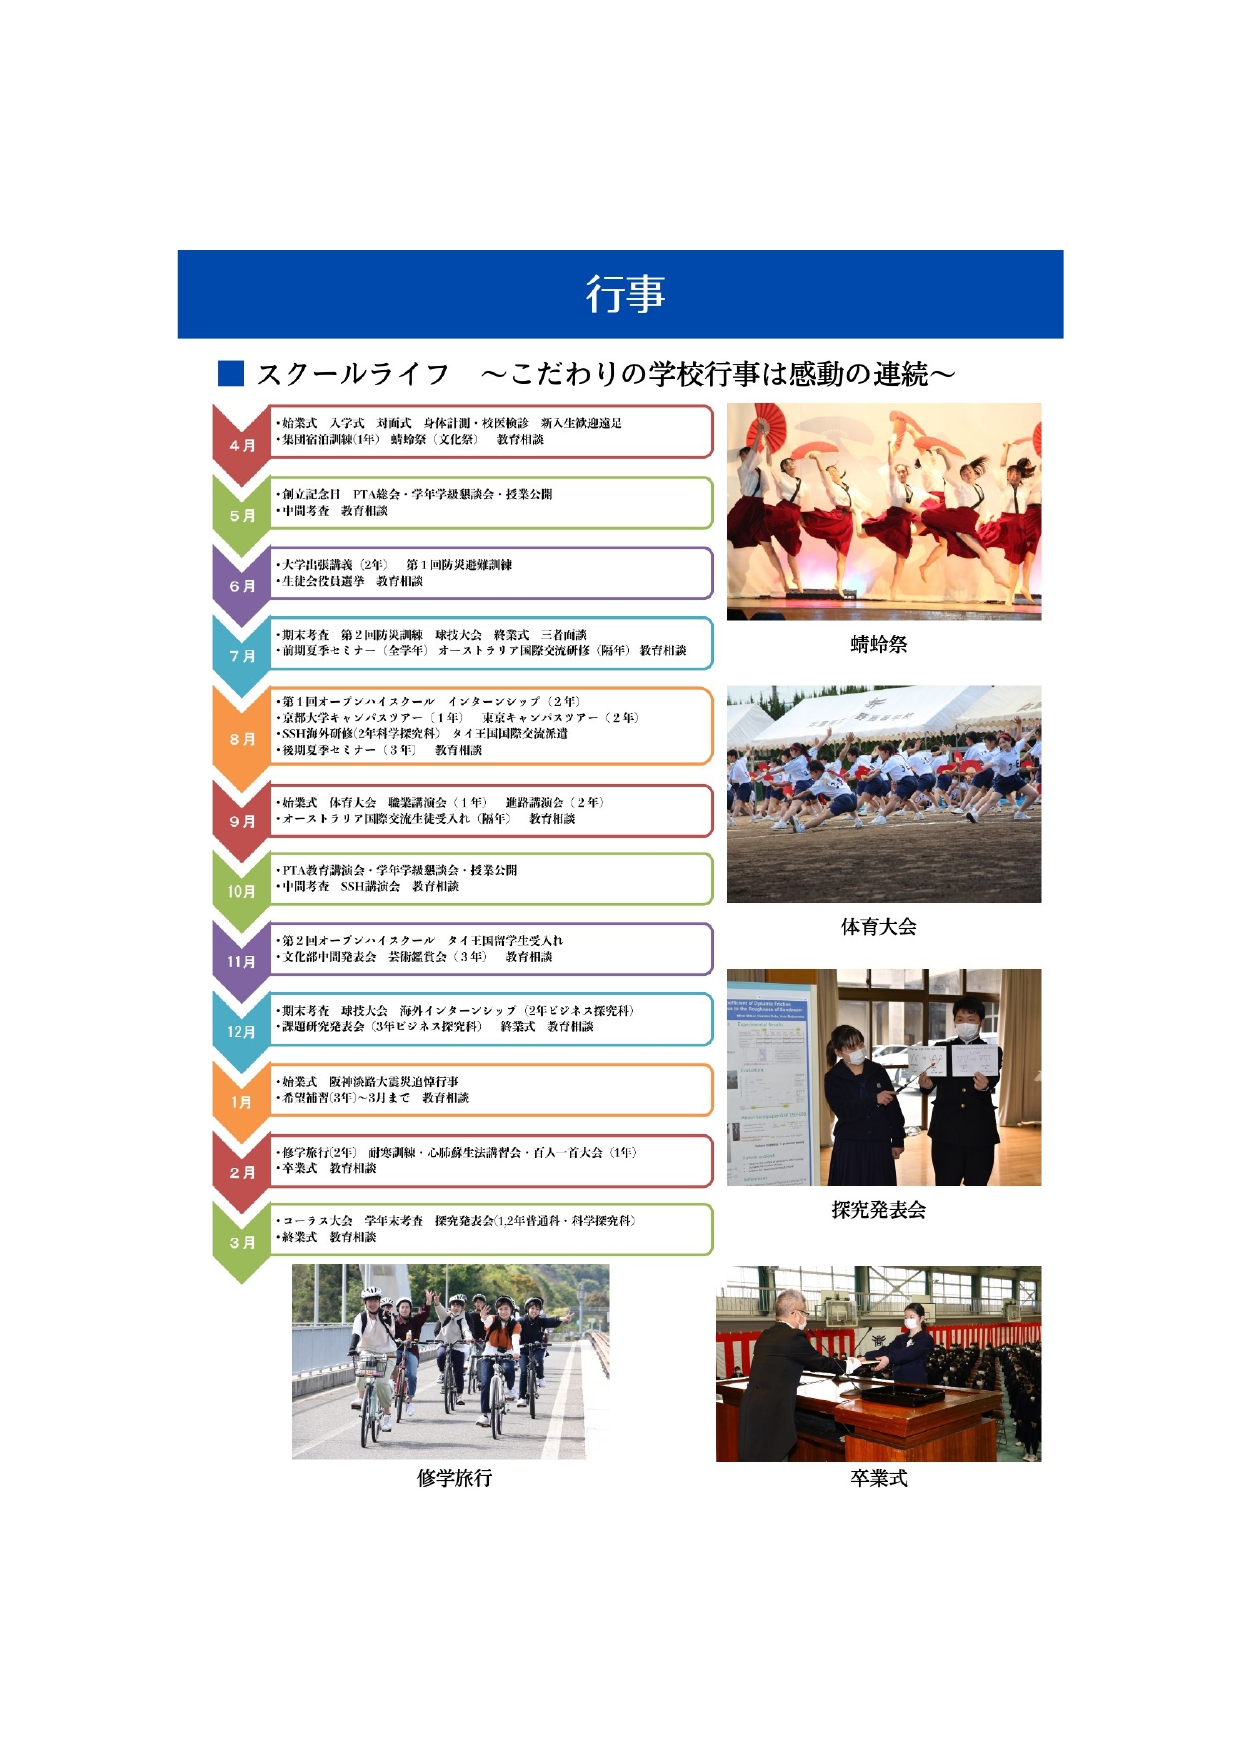 行事
■ スクールライフ　～こだわりの学校行事は感動の連続～
4月
・始業式　入学式　対面式　身体計測・校医検診　新入生歓迎遠足
・集団宿泊訓練(1年)　蜻蛉祭（文化祭）　教育相談
5月
・創立記念日　PTA総会・学年学級懇談会・授業公開
・中間考査　教育相談
6月
・大学出張講義（2年）　第1回防災避難訓練
・生徒会役員選挙　教育相談
7月
・期末考査　第2回防災訓練　球技大会　終業式　三者面談
・前期夏季セミナー（全学年）　オーストラリア国際交流研修（隔年）　教育相談
8月
・第1回オープンハイスクール　インターンシップ（2年）
・京都大学キャンパスツアー（1年）　東京キャンパスツアー（2年）
・SSH海外研修(2年科学探究科）　タイ王国国際交流派遣
・後期夏季セミナー（3年）　教育相談
9月
・始業式　体育大会　職業講演会（1年）　進路講演会（2年）
・オーストラリア国際交流生徒受入れ（隔年）　教育相談
10月
・PTA教育講演会・学年学級懇談会・授業公開
・中間考査　SSH講演会　教育相談
11月
・第2回オープンハイスクール　タイ王国留学生受入れ
・文化部中間発表会　芸術鑑賞会（3年）　教育相談
12月
・期末考査　球技大会　海外インターンシップ（2年ビジネス探究科）
・課題研究発表会（3年ビジネス探究科）　終業式　教育相談
1月
・始業式　阪神淡路大震災追悼行事
・希望補習(3年)～3月まで　教育相談
2月
・修学旅行(2年)　耐寒訓練・心肺蘇生法講習会・百人一首大会（1年）
・卒業式　教育相談
3月
・コーラス大会　学年末考査　探究発表会(1,2年普通科・科学探究科）
・終業式　教育相談
蜻蛉祭
体育大会
Experimental Results
探究発表会
修学旅行
卒業式